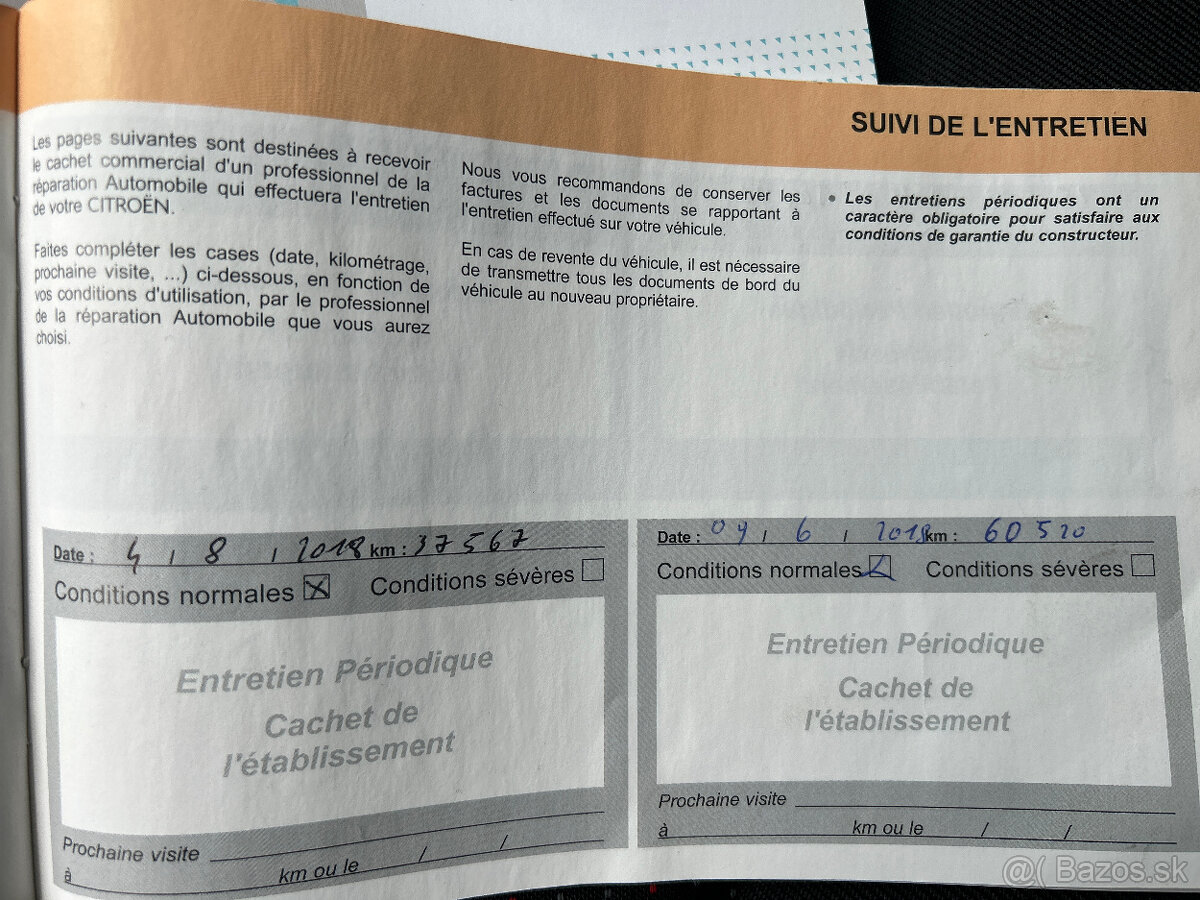 SUIVI DE L'ENTRETIEN
Les pages suivantes sont destinées à recevoir
le cachet commercial d'un professionnel de la
réparation Automobile qui effectuera l'entretien
de votre CITROËN.
Faites compléter les cases (date, kilométrage,
prochaine visite, ...) ci-dessous, en fonction de
vos conditions d'utilisation, par le professionnel
de la réparation Automobile que vous aurez
choisi.
Nous vous recommandons de conserver les
factures et les documents se rapportant à
l'entretien effectué sur votre véhicule.
En cas de revente du véhicule, il est nécessaire
de transmettre tous les documents de bord du
véhicule au nouveau propriétaire.
• Les entretiens périodiques ont un
caractère obligatoire pour satisfaire aux
conditions de garantie du constructeur.
Date : 4 / 8 / 2018 km : 37567
Conditions normales Conditions sévères
Entretien Périodique
Cachet de
l'établissement
Prochaine visite
à km ou le / /
Date : / 6 / km : 60520
Conditions normales Conditions sévères
Entretien Périodique
Cachet de
l'établissement
Prochaine visite
à km ou le / /
@( Bazos.sk